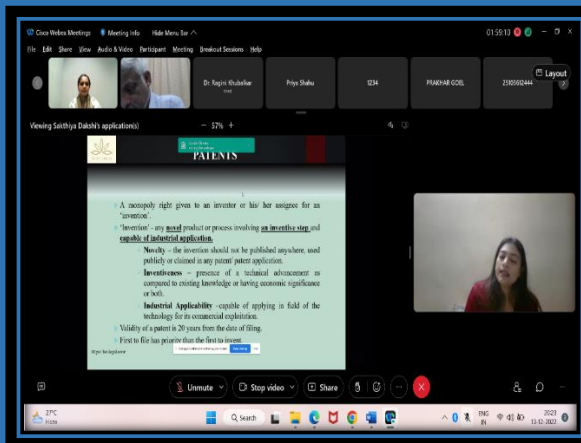 Cisco Webex Meetings Meeting Info Hide Menu Bar
01:59:10
File Edit Share View Audio & Video Participant Meeting Breakout Sessions Help
Dr. Ragini Khubalkar
Priya Shahu
1234
PRAKHAR GOEL
25103612444
Layout
Viewing Sakthiya Dakshi's application(s)
57%
PATENTS
A monopoly right given to an inventor or his/ her assignee for an
'invention'.
'Invention' – any novel product or process involving an inventive step and
capable of industrial application.
Novelty – the invention should not be published anywhere, used
publicly or claimed in any patent/ patent application.
Inventiveness – presence of a technical advancement as
compared to existing knowledge or having economic significance
or both.
Industrial Applicability -capable of applying in field of the
technology for its commercial exploitation.
Validity of a patent is 20 years from the date of filing.
First to file has priority than the first to invent.
Unmute
Stop video
Share
27°C
Haze
Search
ENG
IN
2023
13-12-2022